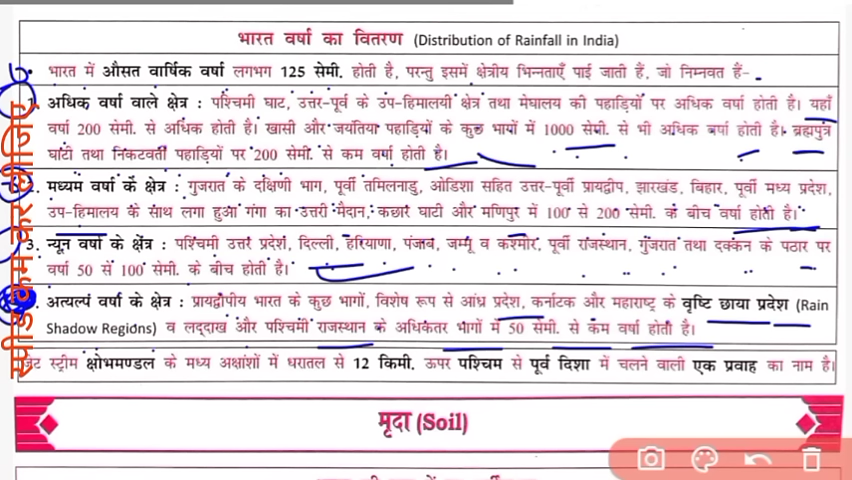 भारत वर्षा का वितरण (Distribution of Rainfall in India)
भारत में औसत वार्षिक वर्षा लगभग 125 सेमी. होती है, परन्तु इसमें क्षेत्रीय भिन्नताएँ पाई जाती हैं, जो निम्नवत हैं-
1. अधिक वर्षा वाले क्षेत्र : पश्चिमी घाट, उत्तर-पूर्व के उप-हिमालयी क्षेत्र तथा मेघालय की पहाड़ियों पर अधिक वर्षा होती है। यहाँ
वर्षा 200 सेमी. से अधिक होती है। खासी और जयंतिया पहाड़ियों के कुछ भागों में 1000 सेमी. से भी अधिक वर्षा होती है। ब्रह्मपुत्र
घाटी तथा निकटवर्ती पहाड़ियों पर 200 सेमी. से कम वर्षा होती है।
2. मध्यम वर्षा के क्षेत्र : गुजरात के दक्षिणी भाग, पूर्वी तमिलनाडु, ओडिशा सहित उत्तर-पूर्वी प्रायद्वीप, झारखंड, बिहार, पूर्वी मध्य प्रदेश,
उप-हिमालय के साथ लगा हुआ गंगा का उत्तरी मैदान, कछार घाटी और मणिपुर में 100 से 200 सेमी. के बीच वर्षा होती है।
3. न्यून वर्षा के क्षेत्र : पश्चिमी उत्तर प्रदेश, दिल्ली, हरियाणा, पंजाब, जम्मू व कश्मीर, पूर्वी राजस्थान, गुजरात तथा दक्कन के पठार पर
वर्षा 50 से 100 सेमी. के बीच होती है।
अत्यल्प वर्षा के क्षेत्र : प्रायद्वीपीय भारत के कुछ भागों, विशेष रूप से आंध्र प्रदेश, कर्नाटक और महाराष्ट्र के वृष्टि छाया प्रदेश (Rain
Shadow Regions) व लद्दाख और पश्चिमी राजस्थान के अधिकतर भागों में 50 सेमी. से कम वर्षा होती है।
जेट स्ट्रीम क्षोभमण्डल के मध्य अक्षांशों में धरातल से 12 किमी. ऊपर पश्चिम से पूर्व दिशा में चलने वाली एक प्रवाह का नाम है।
मृदा (Soil)
स्पीड कम कर लीजिए